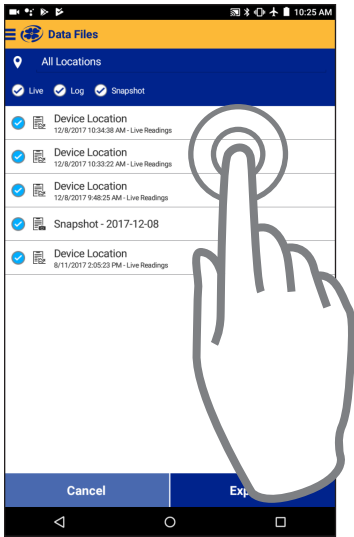 10:25 AM
Data Files
All Locations
Live Log Snapshot
Device Location
12/8/2017 10:34:38 AM - Live Readings
Device Location
12/8/2017 10:33:22 AM - Live Readings
Device Location
12/8/2017 9:48:25 AM - Live Readings
Snapshot - 2017-12-08
Device Location
8/11/2017 2:05:23 PM - Live Readings
Cancel